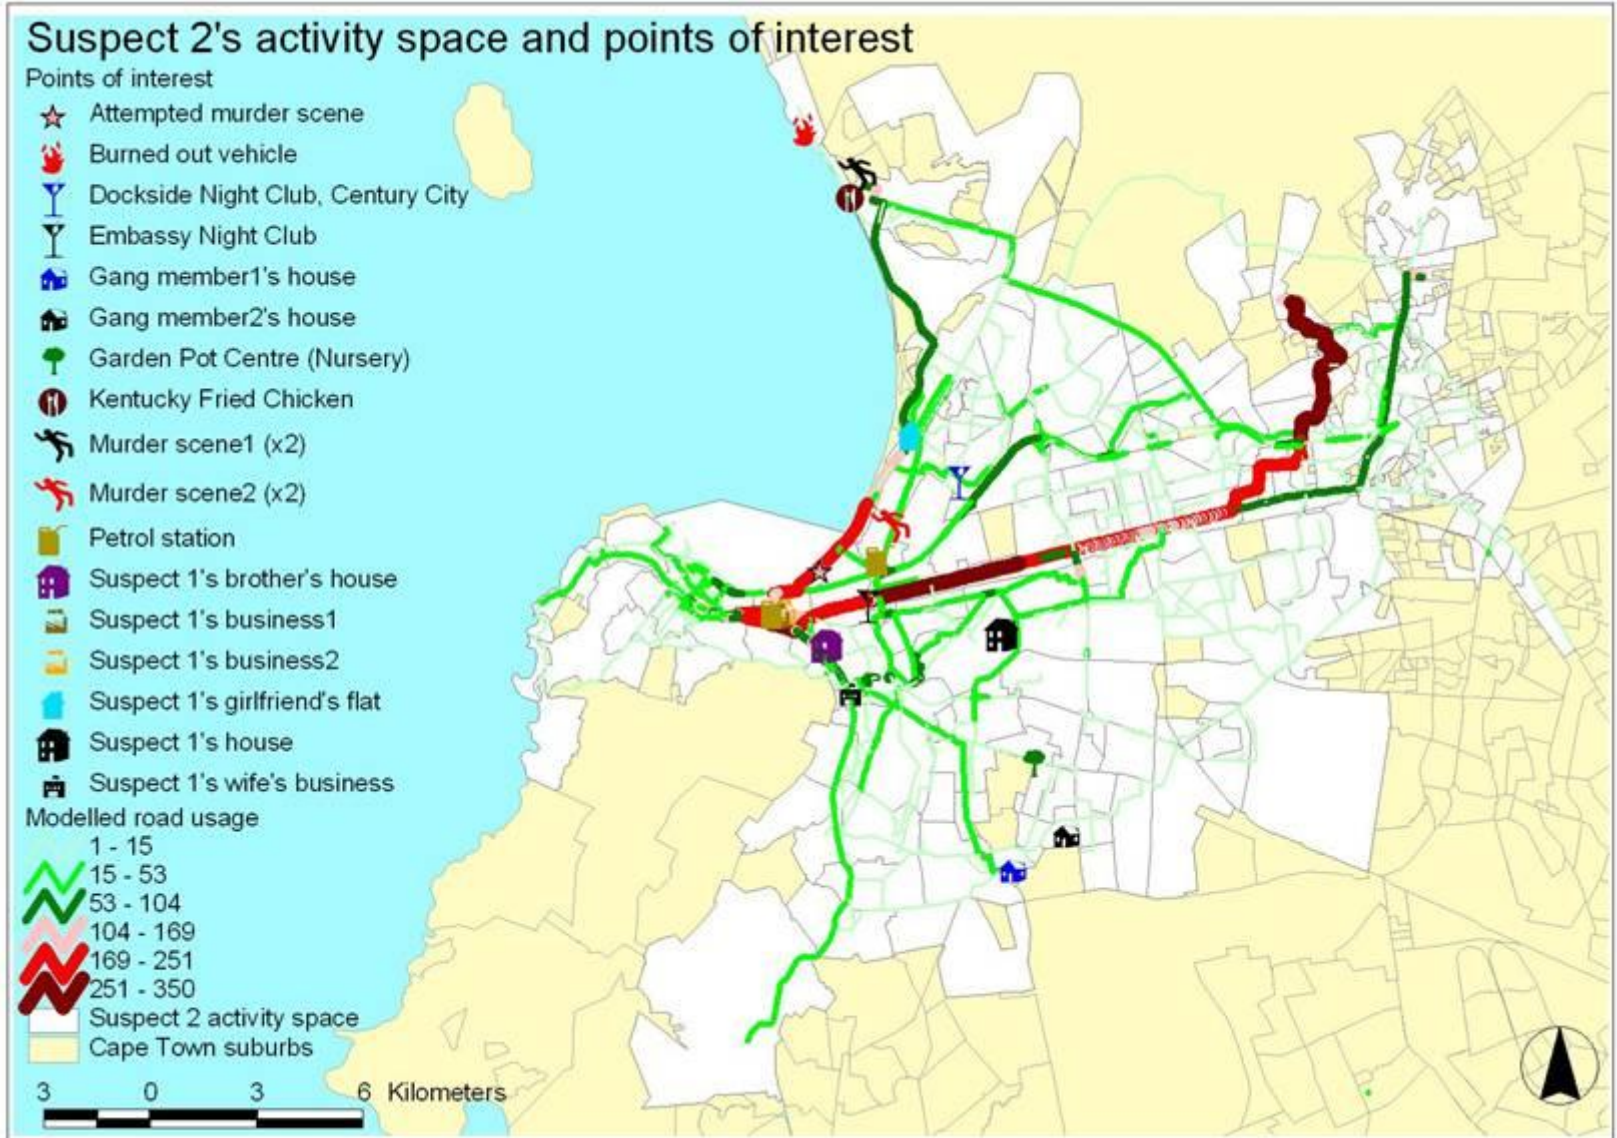 Suspect 2's activity space and points of interest
Points of interest
Attempted murder scene
Burned out vehicle
Dockside Night Club, Century City
Embassy Night Club
Gang member1's house
Gang member2's house
Garden Pot Centre (Nursery)
Kentucky Fried Chicken
Murder scene1 (x2)
Murder scene2 (x2)
Petrol station
Suspect 1's brother's house
Suspect 1's business1
Suspect 1's business2
Suspect 1's girlfriend's flat
Suspect 1's house
Suspect 1's wife's business
Modelled road usage
1 - 15
15 - 53
53 - 104
104 - 169
169 - 251
251 - 350
Suspect 2 activity space
Cape Town suburbs
3 0 3 6 Kilometers